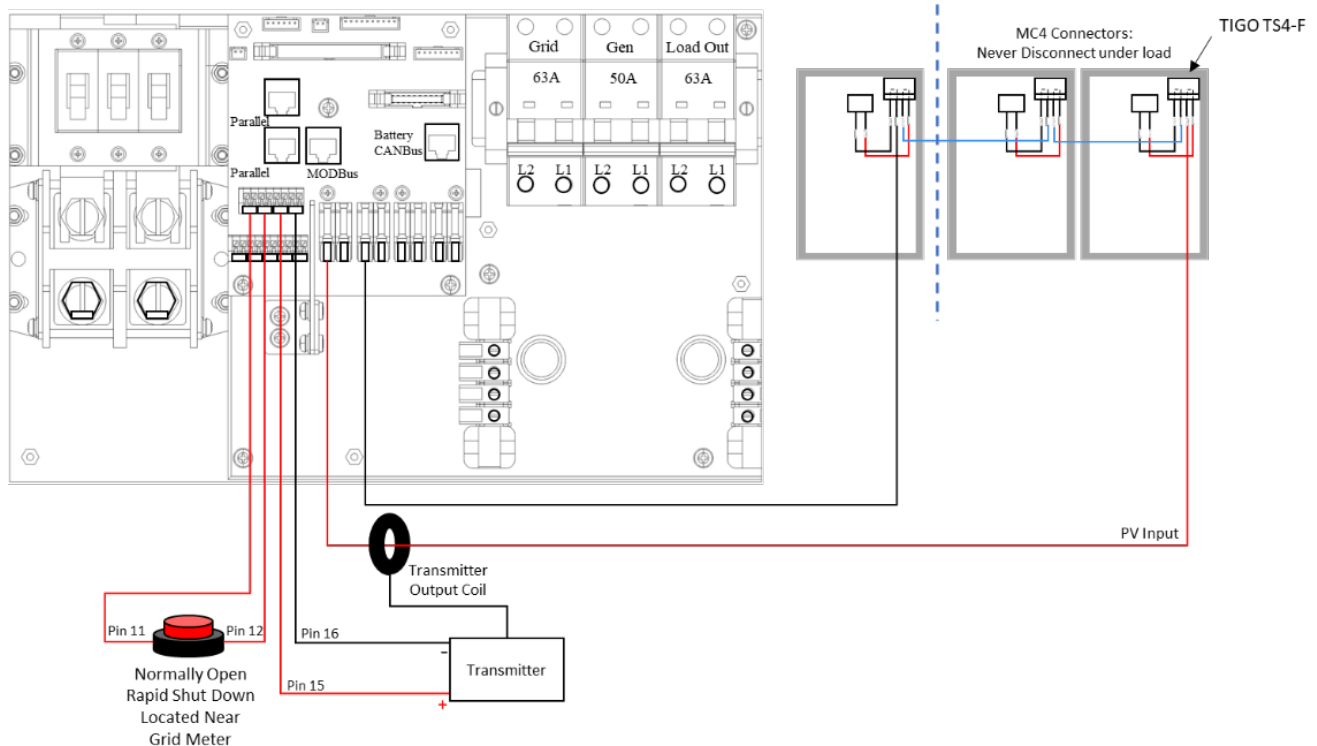 TIGO TS4-F
MC4 Connectors:
Never Disconnect under load
Grid
Gen
Load Out
63A
50A
63A
Parallel
Battery
CANBus
Parallel
MODBus
L2
L1
L2
L1
L2
L1
PV Input
Transmitter
Output Coil
Pin 11
Pin 12
Pin 16
-
Transmitter
Normally Open
Rapid Shut Down
Located Near
Grid Meter
Pin 15
+